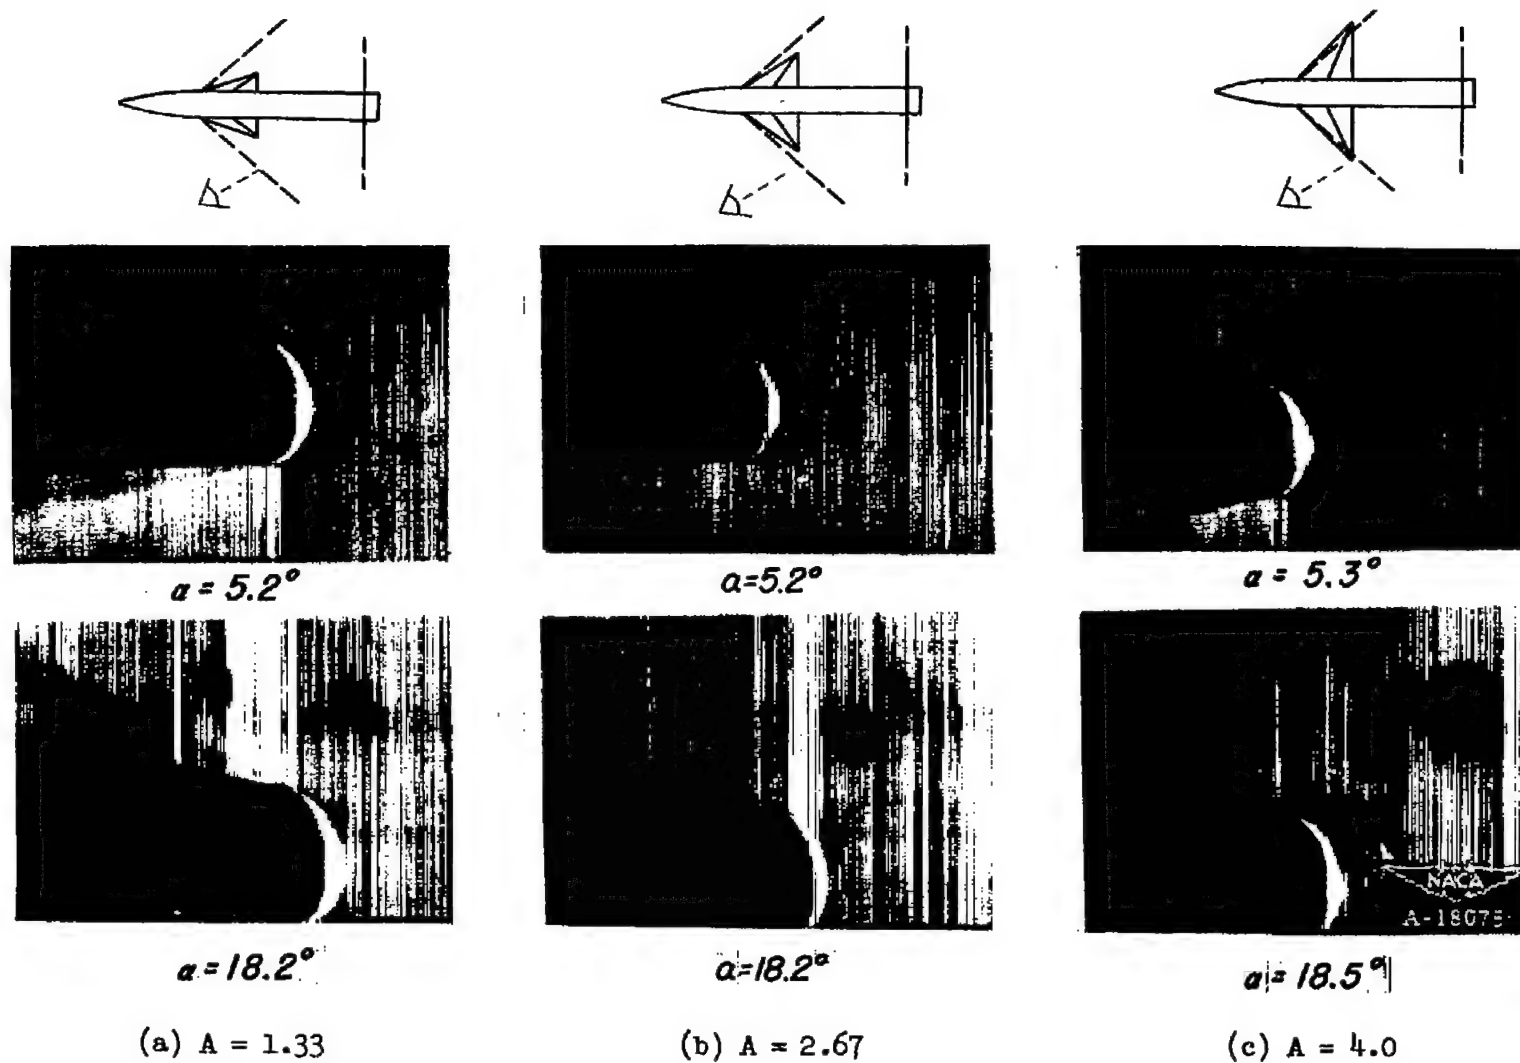 α = 5.2°
α=5.2°
α = 5.3°
NACA
A-18075
α=18.2°
α=18.2°
α = 18.5°
(a) A = 1.33
(b) A = 2.67
(c) A = 4.0